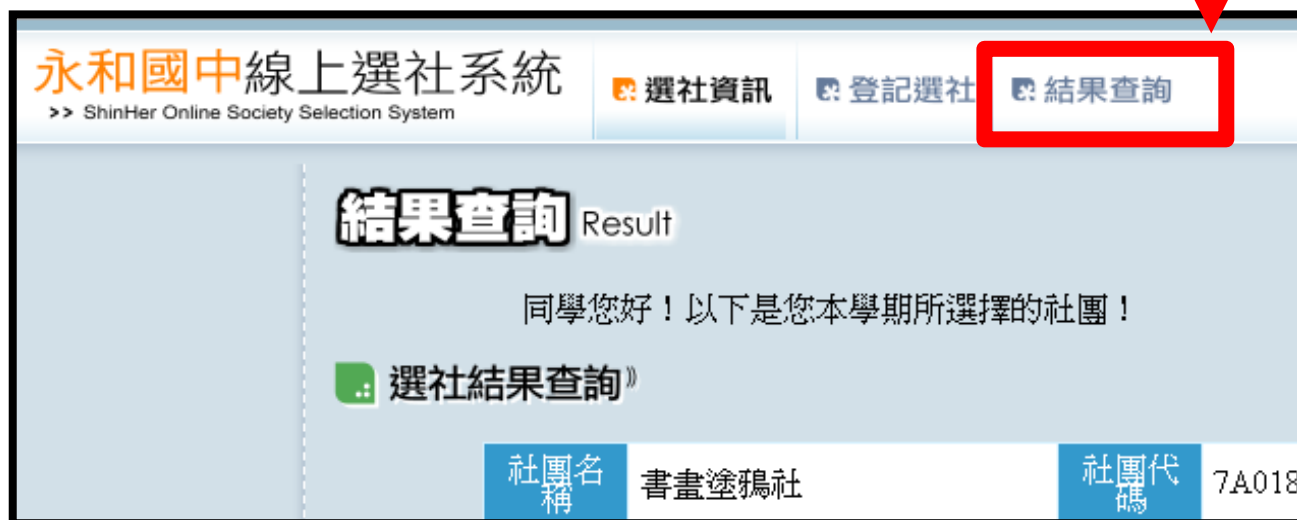 永和國中線上選社系統
>> ShinHer Online Society Selection System
選社資訊
登記選社
結果查詢
結果查詢 Result
同學您好！以下是您本學期所選擇的社團！
選社結果查詢
社團名稱
書畫塗鴉社
社團代碼
7A018